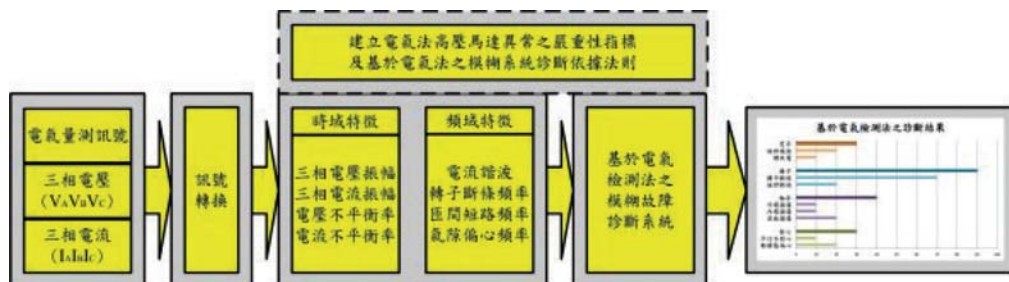 建立電氣法高壓馬達異常之嚴重性指標
及基於電氣法之模糊系統診斷依據法則
電氣量測訊號
三相電壓
(VAVBVC)
三相電流
(IAIBIC)
訊號
轉換
時域特徵
三相電壓振幅
三相電流振幅
電壓不平衡率
電流不平衡率
頻域特徵
電流諧波
轉子斷條頻率
匝間短路頻率
氣隙偏心頻率
基於電氣
檢測法之
模糊故障
診斷系統
基於電氣檢測法之診斷結果